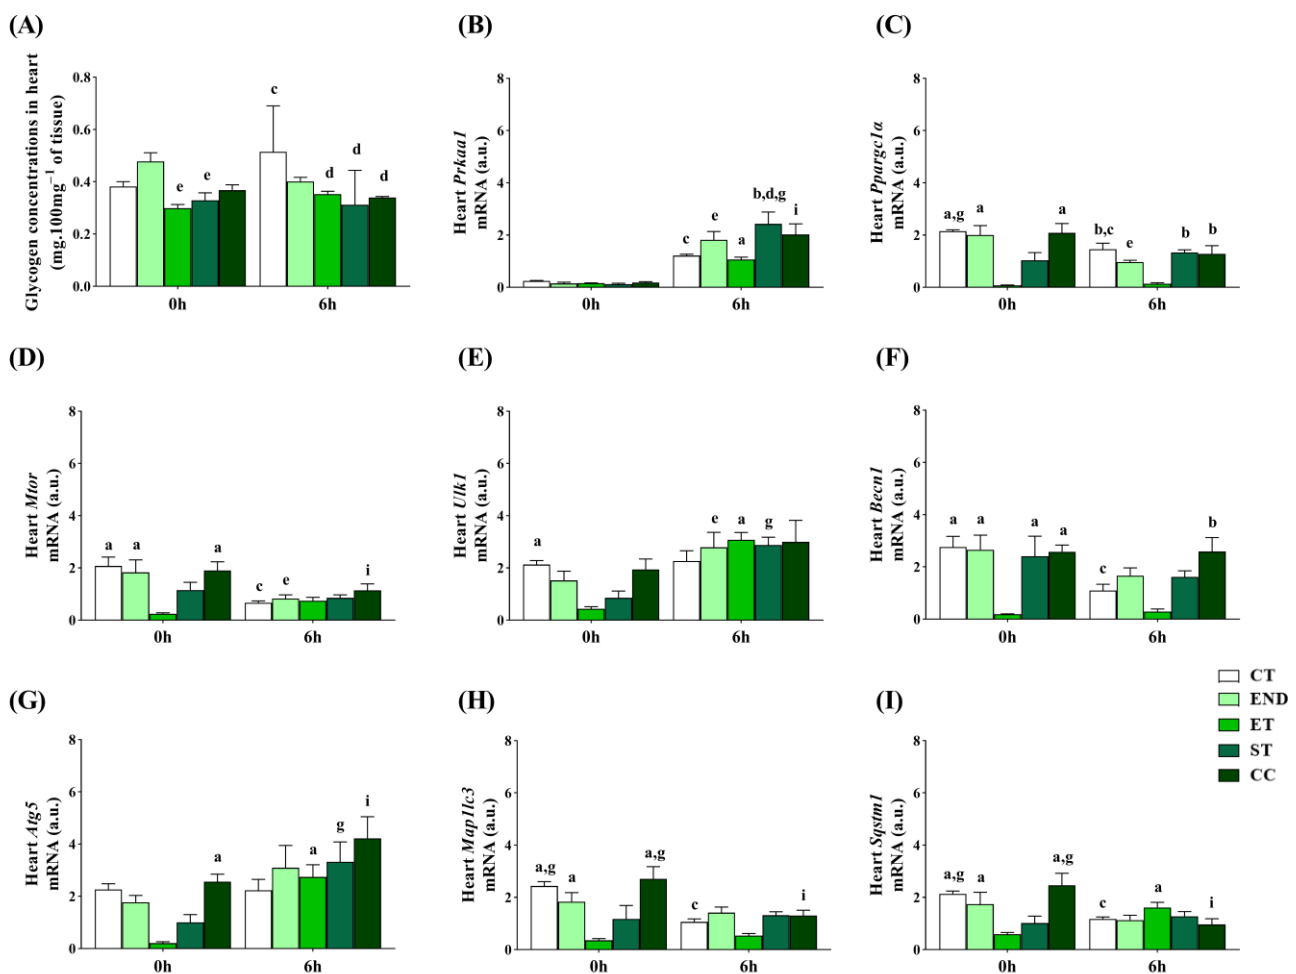 (A)
Glycogen concentrations in heart
(mg.100mg⁻¹ of tissue)
0.8
0.6
0.4
0.2
0.0
e
e
c
d
d
d
0h
6h
(B)
Heart Prkaa1
mRNA (a.u.)
8
6
4
2
0
c
e
a
b,d,g
i
0h
6h
(C)
Heart Ppargc1α
mRNA (a.u.)
8
6
4
2
0
a,g
a
a
b,c
e
b
b
0h
6h
(D)
Heart Mtor
mRNA (a.u.)
8
6
4
2
0
a
a
a
c
e
i
0h
6h
(E)
Heart Ulk1
mRNA (a.u.)
8
6
4
2
0
a
e
a
g
0h
6h
(F)
Heart Becn1
mRNA (a.u.)
8
6
4
2
0
a
a
a
a
c
b
0h
6h
(G)
Heart Atg5
mRNA (a.u.)
8
6
4
2
0
a
a
g
i
0h
6h
(H)
Heart Map1lc3
mRNA (a.u.)
8
6
4
2
0
a,g
a
a,g
c
i
0h
6h
(I)
Heart Sqstm1
mRNA (a.u.)
8
6
4
2
0
a,g
a
a,g
c
a
i
0h
6h
CT
END
ET
ST
CC